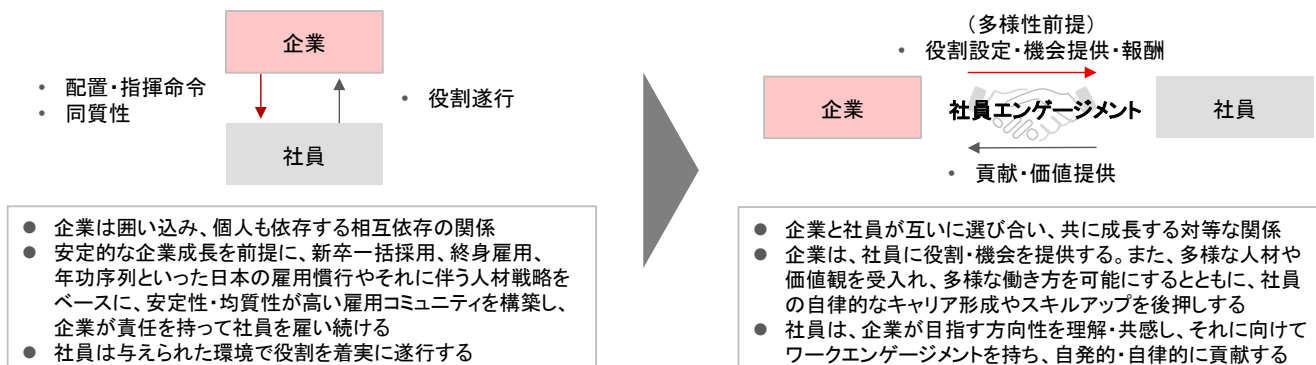 企業
• 配置・指揮命令
• 同質性
• 役割遂行
社員
● 企業は囲い込み、個人も依存する相互依存の関係
● 安定的な企業成長を前提に、新卒一括採用、終身雇用、
年功序列といった日本の雇用慣行やそれに伴う人材戦略を
ベースに、安定性・均質性が高い雇用コミュニティを構築し、
企業が責任を持って社員を雇い続ける
● 社員は与えられた環境で役割を着実に遂行する
（多様性前提）
• 役割設定・機会提供・報酬
企業
社員エンゲージメント
社員
• 貢献・価値提供
● 企業と社員が互いに選び合い、共に成長する対等な関係
● 企業は、社員に役割・機会を提供する。また、多様な人材や
価値観を受入れ、多様な働き方を可能にするとともに、社員
の自律的なキャリア形成やスキルアップを後押しする
● 社員は、企業が目指す方向性を理解・共感し、それに向けて
ワークエンゲージメントを持ち、自発的・自律的に貢献する